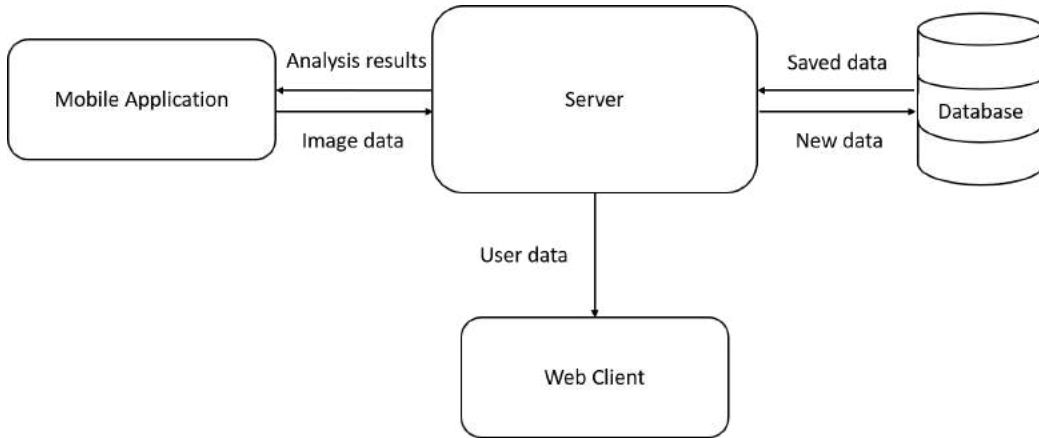 Analysis results
Saved data
Mobile Application
Server
Database
Image data
New data
User data
Web Client